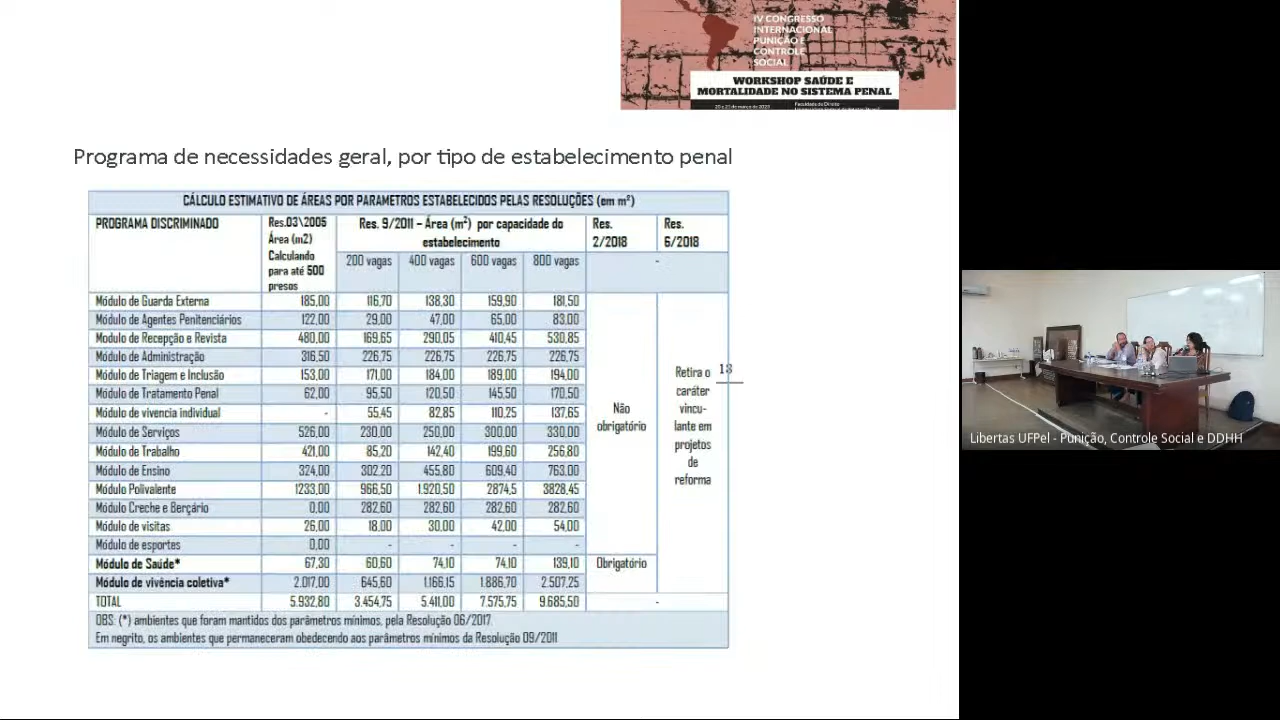 IV CONGRESSO
INTERNACIONAL
PUNIÇÃO E
CONTROLE
SOCIAL
WORKSHOP SAÚDE E
MORTALIDADE NO SISTEMA PENAL
Programa de necessidades geral, por tipo de estabelecimento penal
CÁLCULO ESTIMATIVO DE ÁREAS POR PARAMETROS ESTABELECIDOS PELAS RESOLUÇÕES (em m²)
PROGRAMA DISCRIMINADO
Res.03\2005
Área (m2)
Calculando
para até 500
presos
Res. 9/2011 – Área (m²) por capacidade do
estabelecimento
Res.
2/2018
Res.
6/2018
200 vagas 400 vagas 600 vagas 800 vagas -
Módulo de Guarda Externa 185,00 116,70 138,30 159,90 181,50
Módulo de Agentes Penitenciários 122,00 29,00 47,00 65,00 83,00
Modulo de Recepção e Revista 480,00 169,65 290,05 410,45 530,85
Módulo de Administração 316,50 226,75 226,75 226,75 226,75
Módulo de Triagem e Inclusão 153,00 171,00 184,00 189,00 194,00
Módulo de Tratamento Penal 62,00 95,50 120,50 145,50 170,50
Módulo de vivencia individual - 55,45 82,85 110,25 137,65
Módulo de Serviços 526,00 230,00 250,00 300,00 330,00
Módulo de Trabalho 421,00 85,20 142,40 199,60 256,80
Módulo de Ensino 324,00 302,20 455,80 609,40 763,00
Módulo Polivalente 1233,00 966,50 1.920,50 2874,5 3828,45
Módulo Creche e Berçário 0,00 282,60 282,60 282,60 282,60
Módulo de visitas 26,00 18,00 30,00 42,00 54,00
Módulo de esportes 0,00 - - - -
Módulo de Saúde* 67,30 60,60 74,10 74,10 139,10
Módulo de vivência coletiva* 2.017,00 645,60 1.166,15 1.886,70 2.507,25
TOTAL 5.932,80 3.454,75 5.411,00 7.575,75 9.685,50 -
Não
obrigatório
Obrigatório
Retira o
caráter
vincu-
lante em
projetos
de
reforma
18
OBS: (*) ambientes que foram mantidos dos parâmetros mínimos, pela Resolução 06/2017.
Em negrito, os ambientes que permaneceram obedecendo aos parâmetros mínimos da Resolução 09/2011
Libertas UFPel - Punição, Controle Social e DDHH